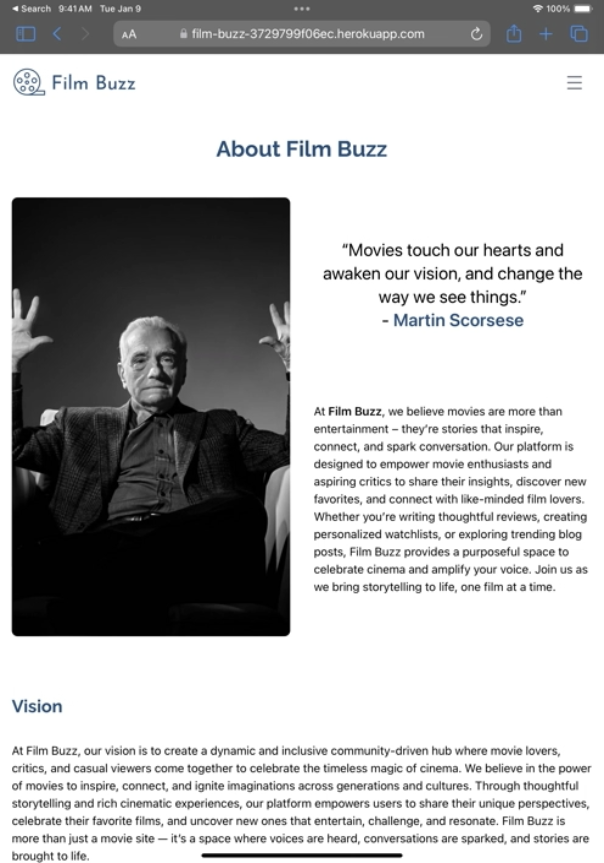 Search 9:41AM Tue Jan 9
100%
AA
film-buzz-3729799f06ec.herokuapp.com
Film Buzz
About Film Buzz
“Movies touch our hearts and
awaken our vision, and change the
way we see things.”
- Martin Scorsese
At Film Buzz, we believe movies are more than
entertainment – they’re stories that inspire,
connect, and spark conversation. Our platform is
designed to empower movie enthusiasts and
aspiring critics to share their insights, discover new
favorites, and connect with like-minded film lovers.
Whether you’re writing thoughtful reviews, creating
personalized watchlists, or exploring trending blog
posts, Film Buzz provides a purposeful space to
celebrate cinema and amplify your voice. Join us as
we bring storytelling to life, one film at a time.
Vision
At Film Buzz, our vision is to create a dynamic and inclusive community-driven hub where movie lovers,
critics, and casual viewers come together to celebrate the timeless magic of cinema. We believe in the power
of movies to inspire, connect, and ignite imaginations across generations and cultures. Through thoughtful
storytelling and rich cinematic experiences, our platform empowers users to share their unique perspectives,
celebrate their favorite films, and uncover new ones that entertain, challenge, and resonate. Film Buzz is
more than just a movie site — it’s a space where voices are heard, conversations are sparked, and stories are
brought to life.